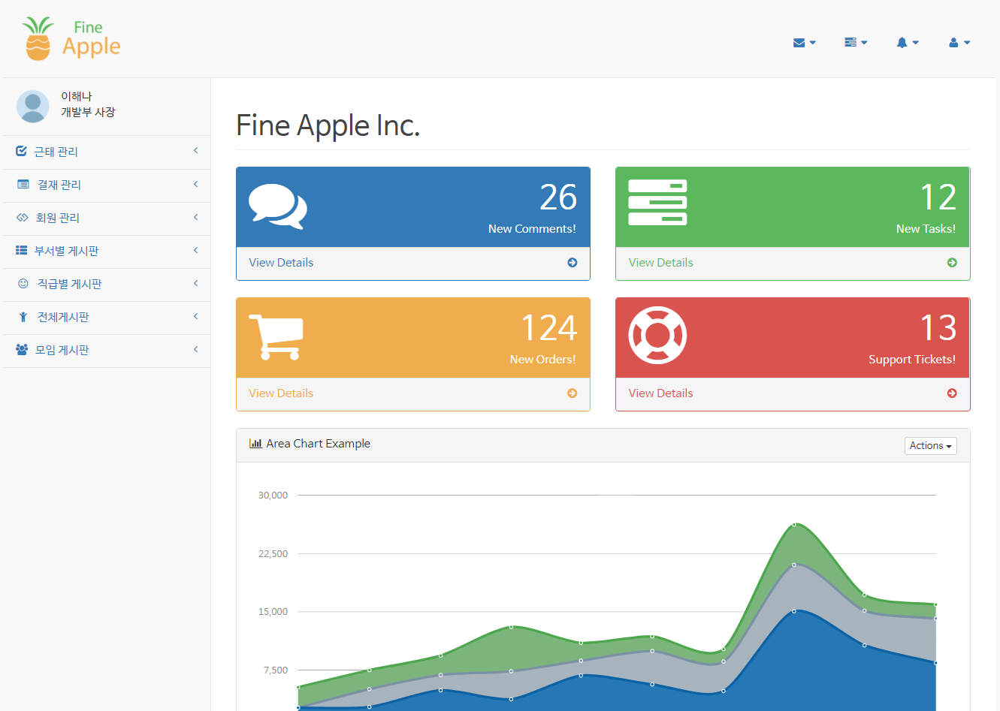 Fine
Apple
이해나
개발부 사장
근태 관리
결재 관리
회원 관리
부서별 게시판
직급별 게시판
전체게시판
모임 게시판
Fine Apple Inc.
26
New Comments!
View Details
12
New Tasks!
View Details
124
New Orders!
View Details
13
Support Tickets!
View Details
Area Chart Example
Actions
30,000
22,500
15,000
7,500